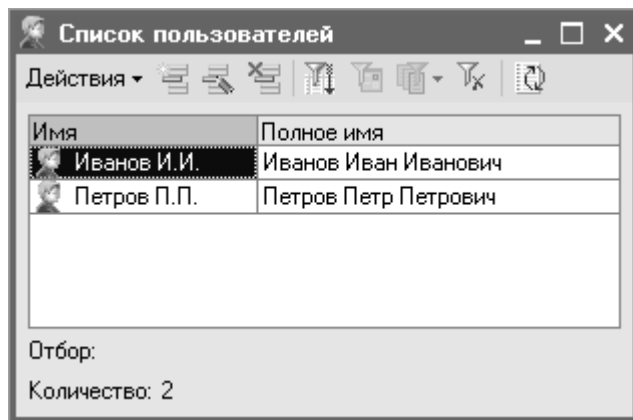 Список пользователей
Действия
Имя Полное имя
Иванов И.И. Иванов Иван Иванович
Петров П.П. Петров Петр Петрович
Отбор:
Количество: 2